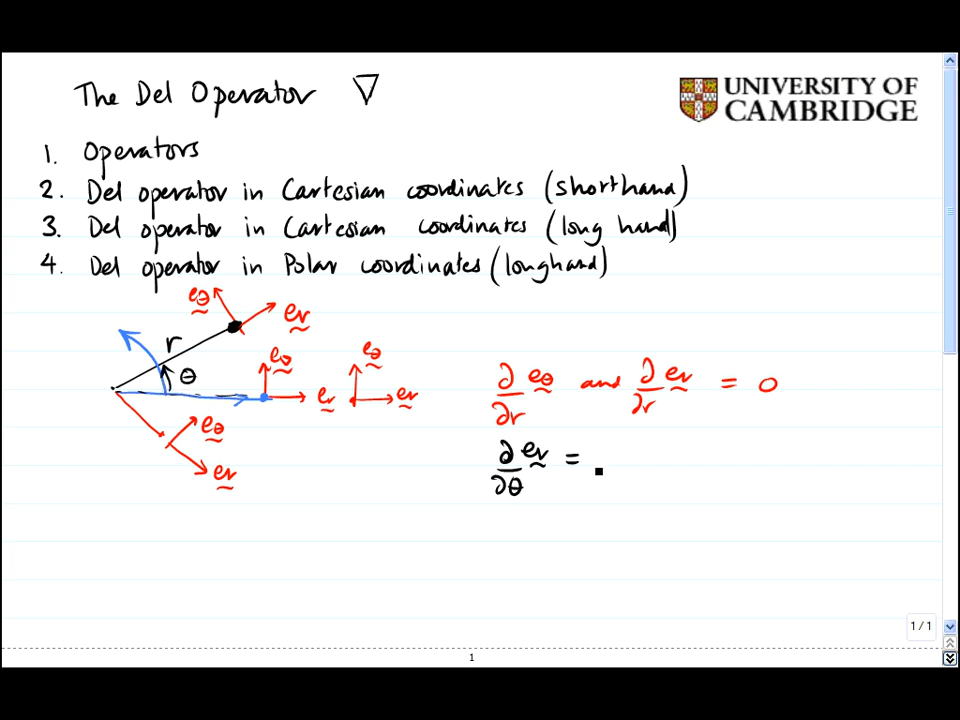 The Del Operator ∇
UNIVERSITY OF
CAMBRIDGE
1. Operators
2. Del operator in Cartesian coordinates (shorthand)
3. Del operator in Cartesian coordinates (long hand)
4. Del operator in Polar coordinates (longhand)
eθ
er
r
θ
eθ
er
eθ
er
eθ
er
∂/∂r eθ and ∂/∂r er = 0
∂/∂θ er =
1 / 1
1